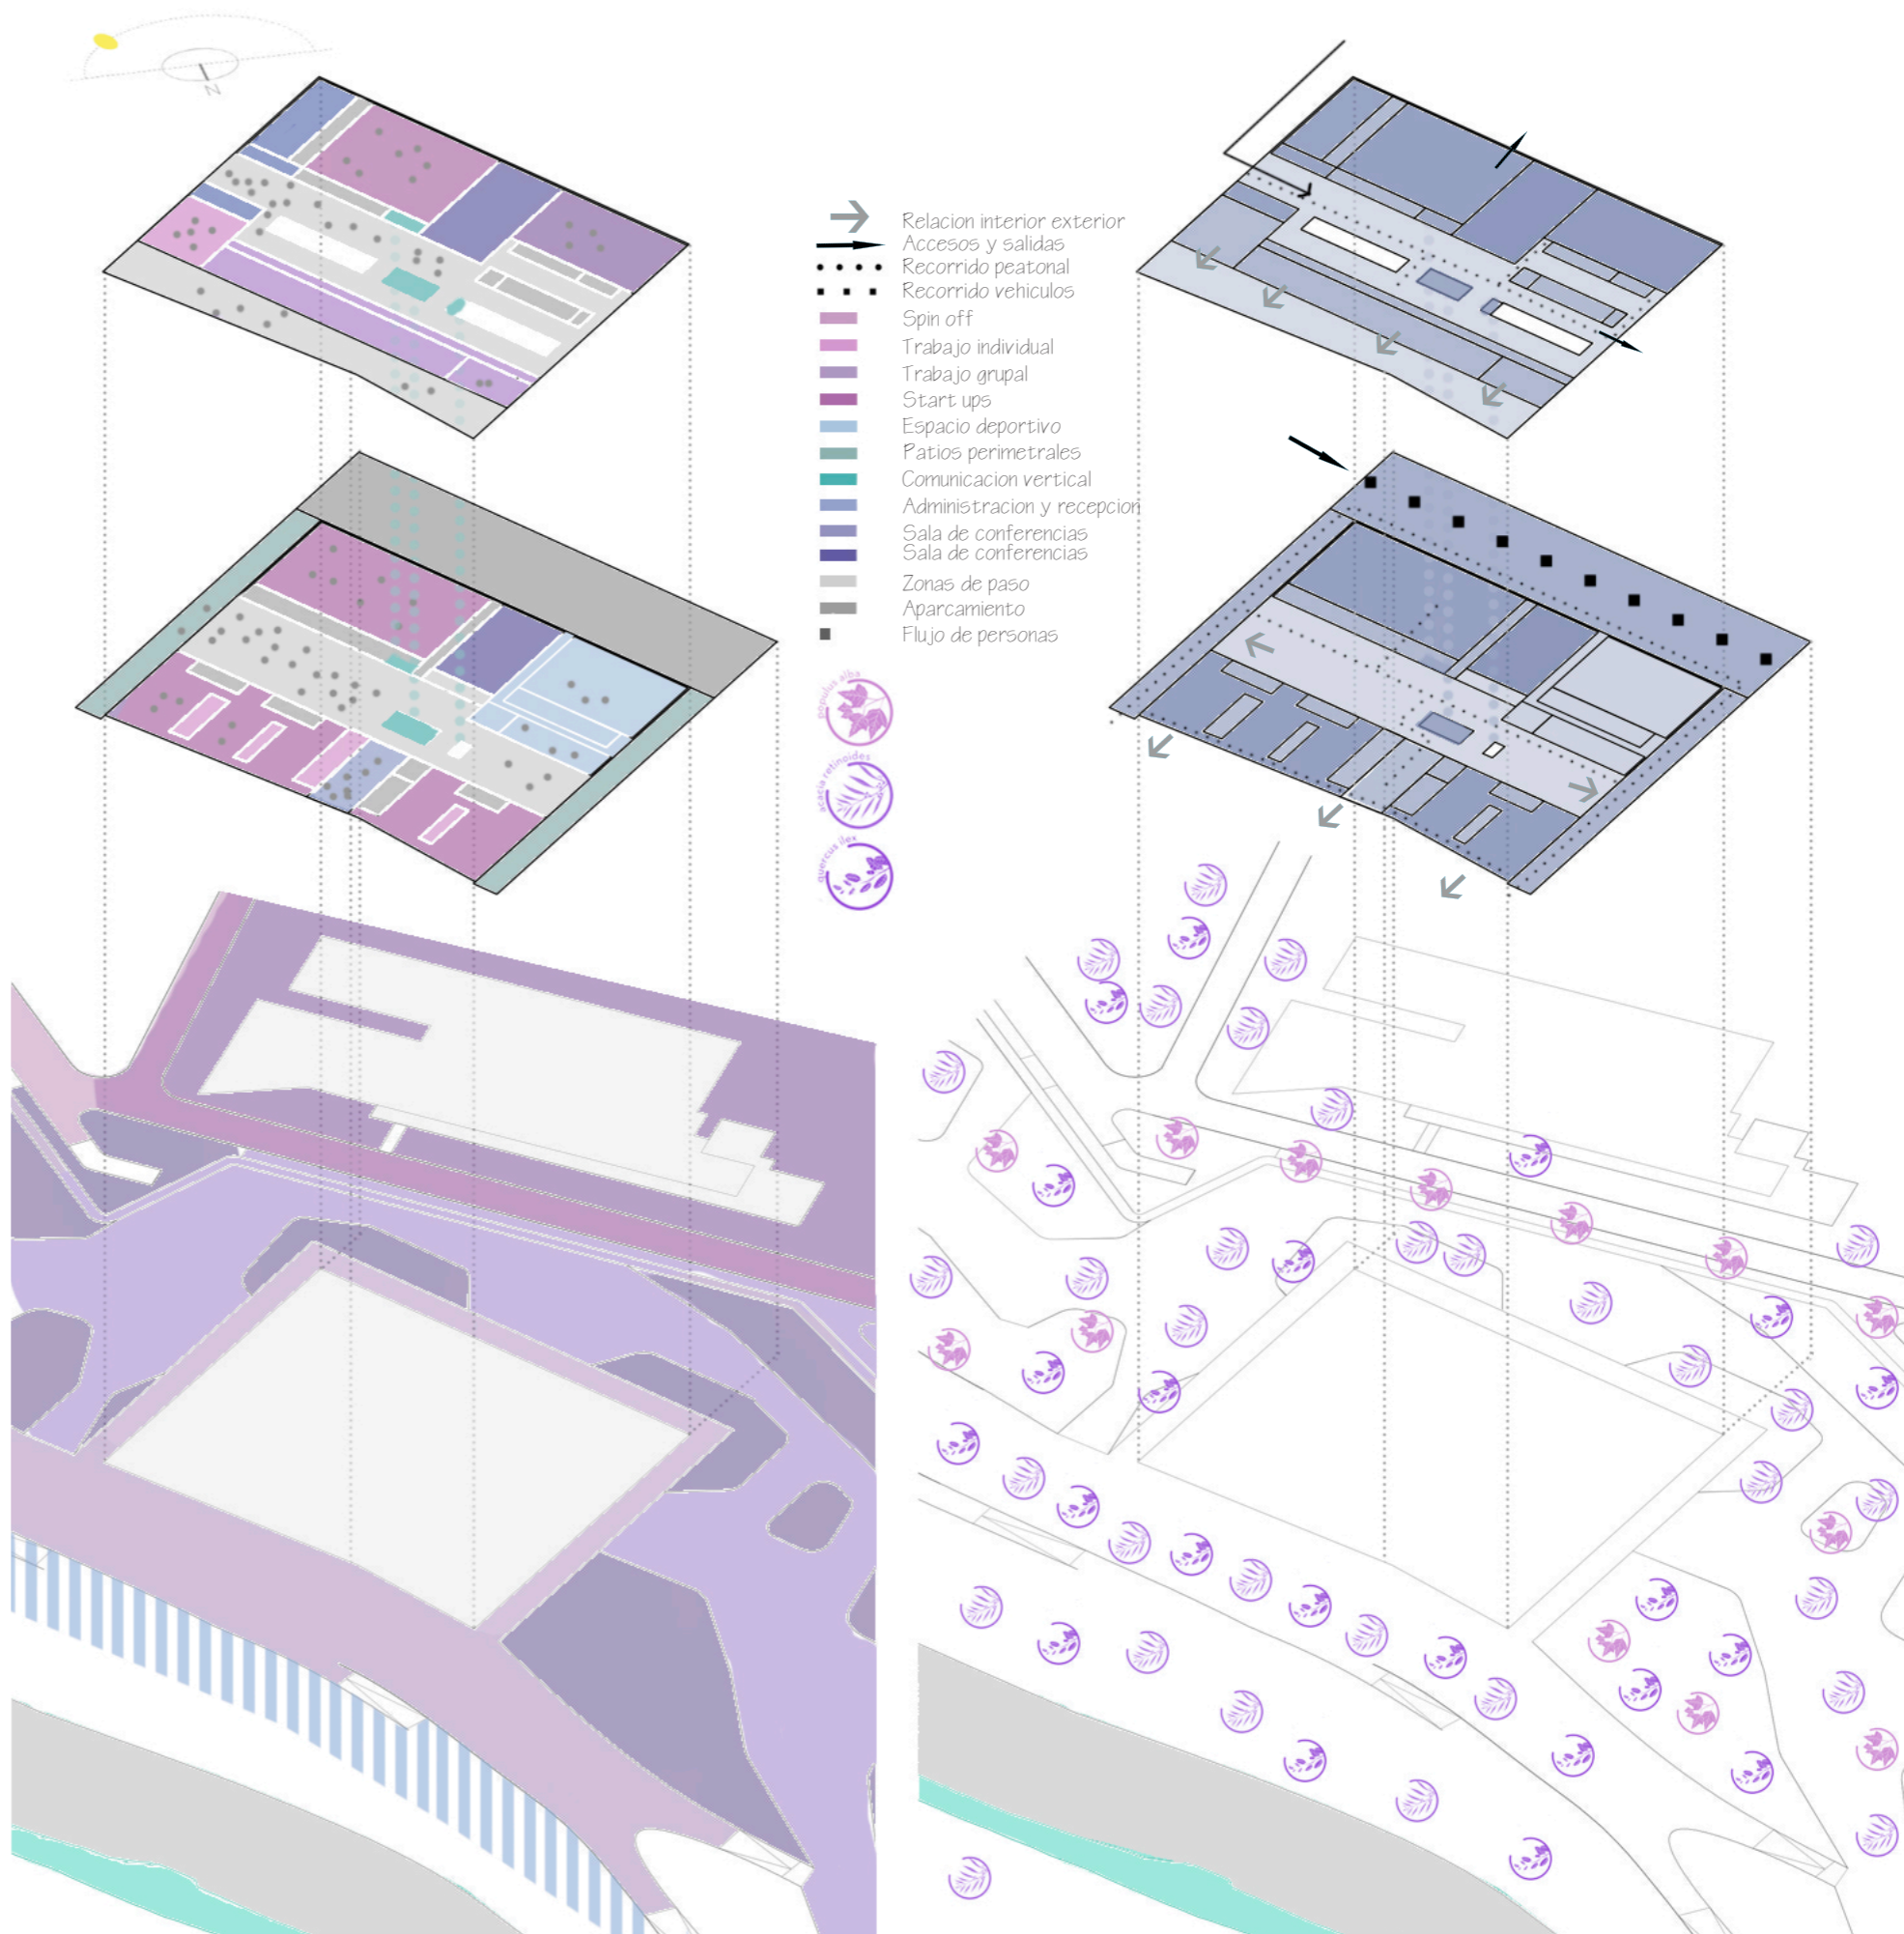 N
Relacion interior exterior
Accesos y salidas
Recorrido peatonal
Recorrido vehiculos
Spin off
Trabajo individual
Trabajo grupal
Start ups
Espacio deportivo
Patios perimetrales
Comunicacion vertical
Administracion y recepcion
Sala de conferencias
Sala de conferencias
Zonas de paso
Aparcamiento
Flujo de personas
populus alba
acacia retinoides
quercus ilex